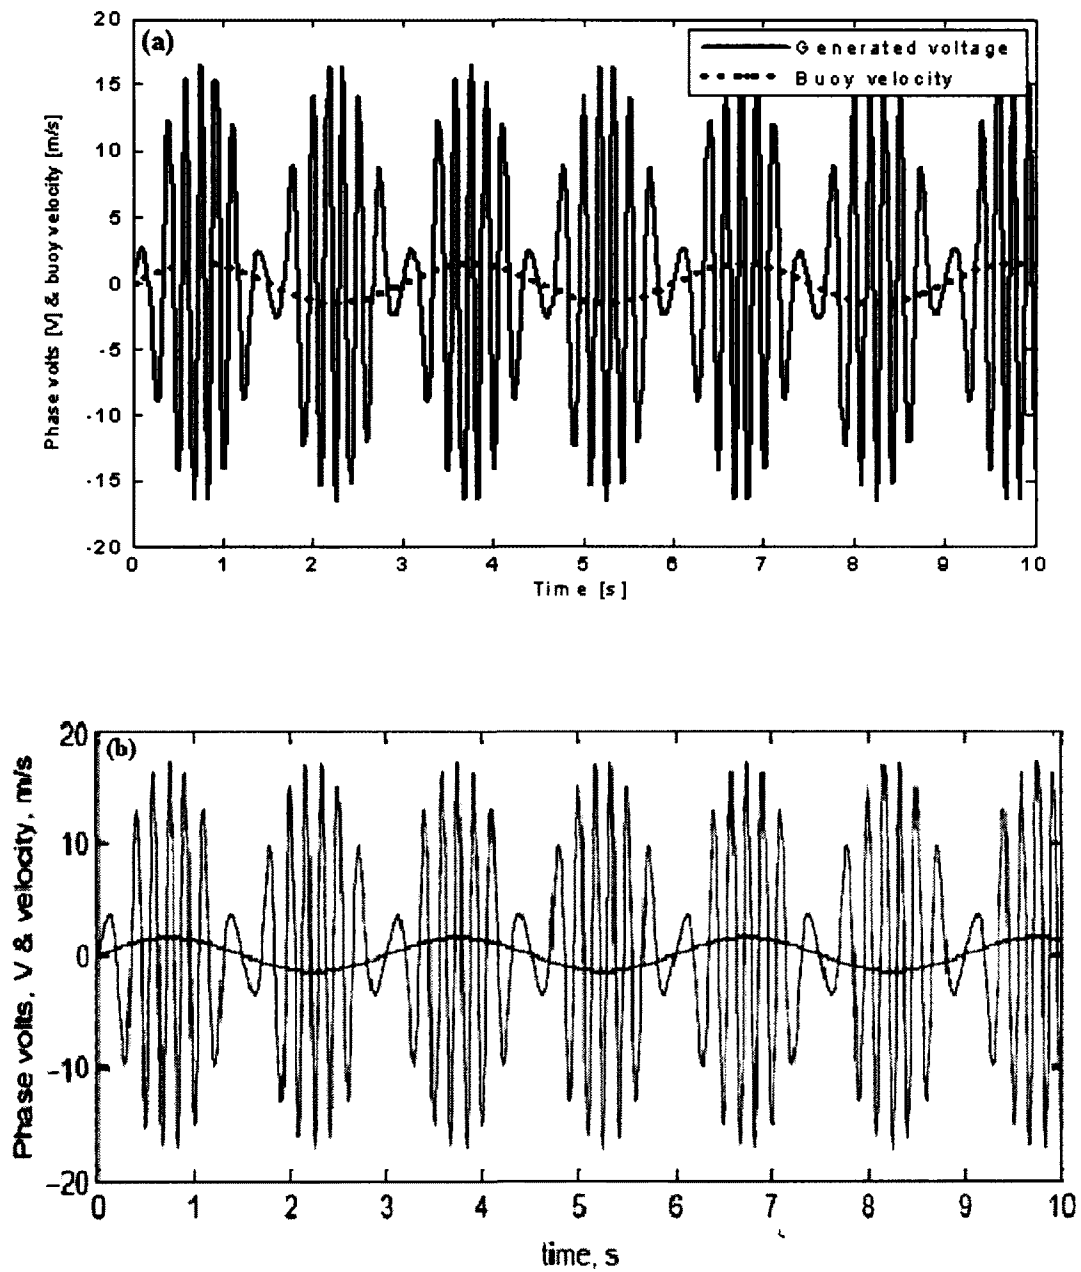 (a)
Generated voltage
Buoy velocity
20
15
10
5
0
-5
-10
-15
-20
Phase volts [V] & buoy velocity [m/s]
0 1 2 3 4 5 6 7 8 9 10
Time [s]
(b)
20
10
0
-10
-20
Phase volts, V & velocity, m/s
0 1 2 3 4 5 6 7 8 9 10
time, s